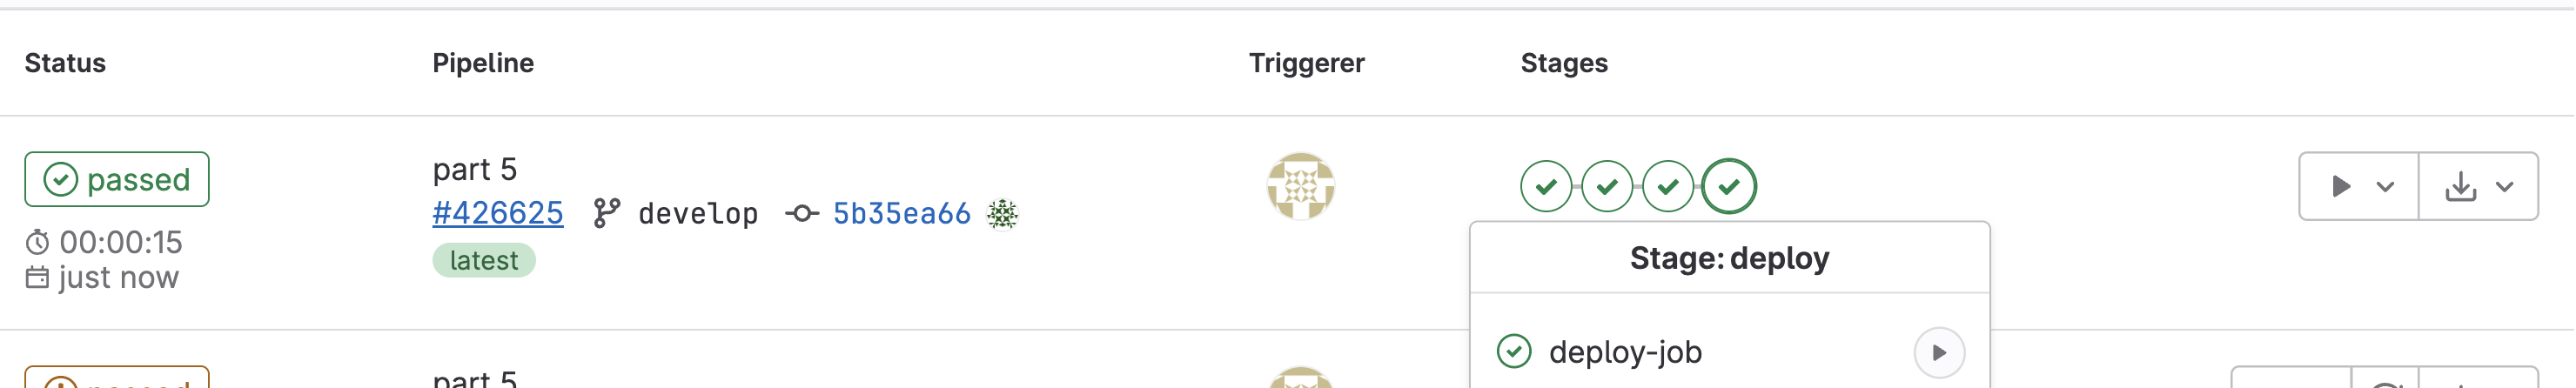 Status Pipeline Triggerer Stages
passed
00:00:15
just now
part 5
#426625 develop 5b35ea66
latest
Stage: deploy
deploy-job
passed
part 5